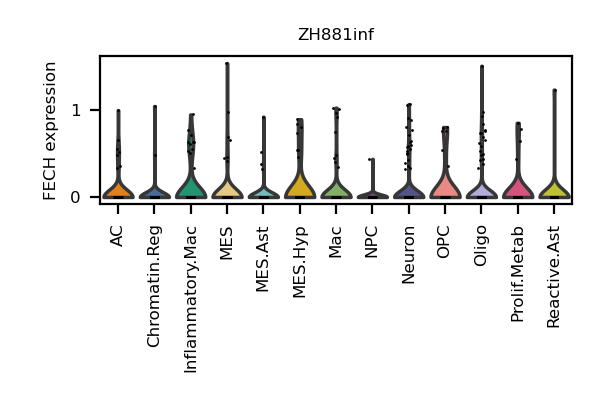 ZH881inf
FECH expression
1
0
AC
Chromatin.Reg
Inflammatory.Mac
MES
MES.Ast
MES.Hyp
Mac
NPC
Neuron
OPC
Oligo
Prolif.Metab
Reactive.Ast